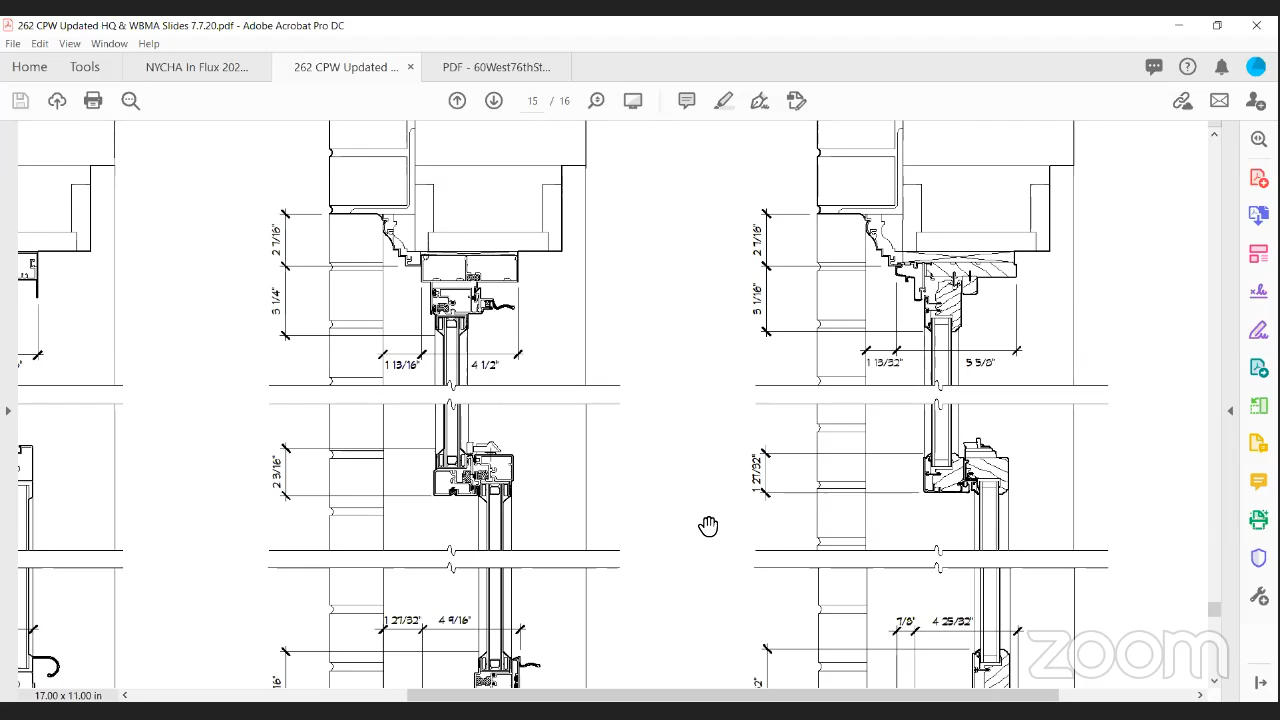 262 CPW Updated HQ & WBMA Slides 7.7.20.pdf - Adobe Acrobat Pro DC
File Edit View Window Help
Home Tools NYCHA In Flux 202... 262 CPW Updated ... × PDF - 60West76thSt...
15 / 16
2 7/16"
3 1/4"
1 13/16" 4 1/2"
2 3/16"
1 27/32" 4 9/16"
2 7/16"
3 1/16"
1 13/32" 5 5/8"
1 27/32"
7/8" 4 25/32"
zoom
17.00 x 11.00 in